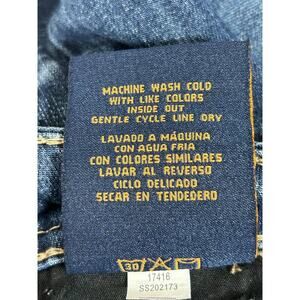 MACHINE WASH COLD
WITH LIKE COLORS
INSIDE OUT
GENTLE CYCLE LINE DRY
LAVADO A MÁQUINA
CON AGUA FRIA
CON COLORES SIMILARES
LAVAR AL REVERSO
CICLO DELICADO
SECAR EN TENDEDERO
30
17416
SS202173